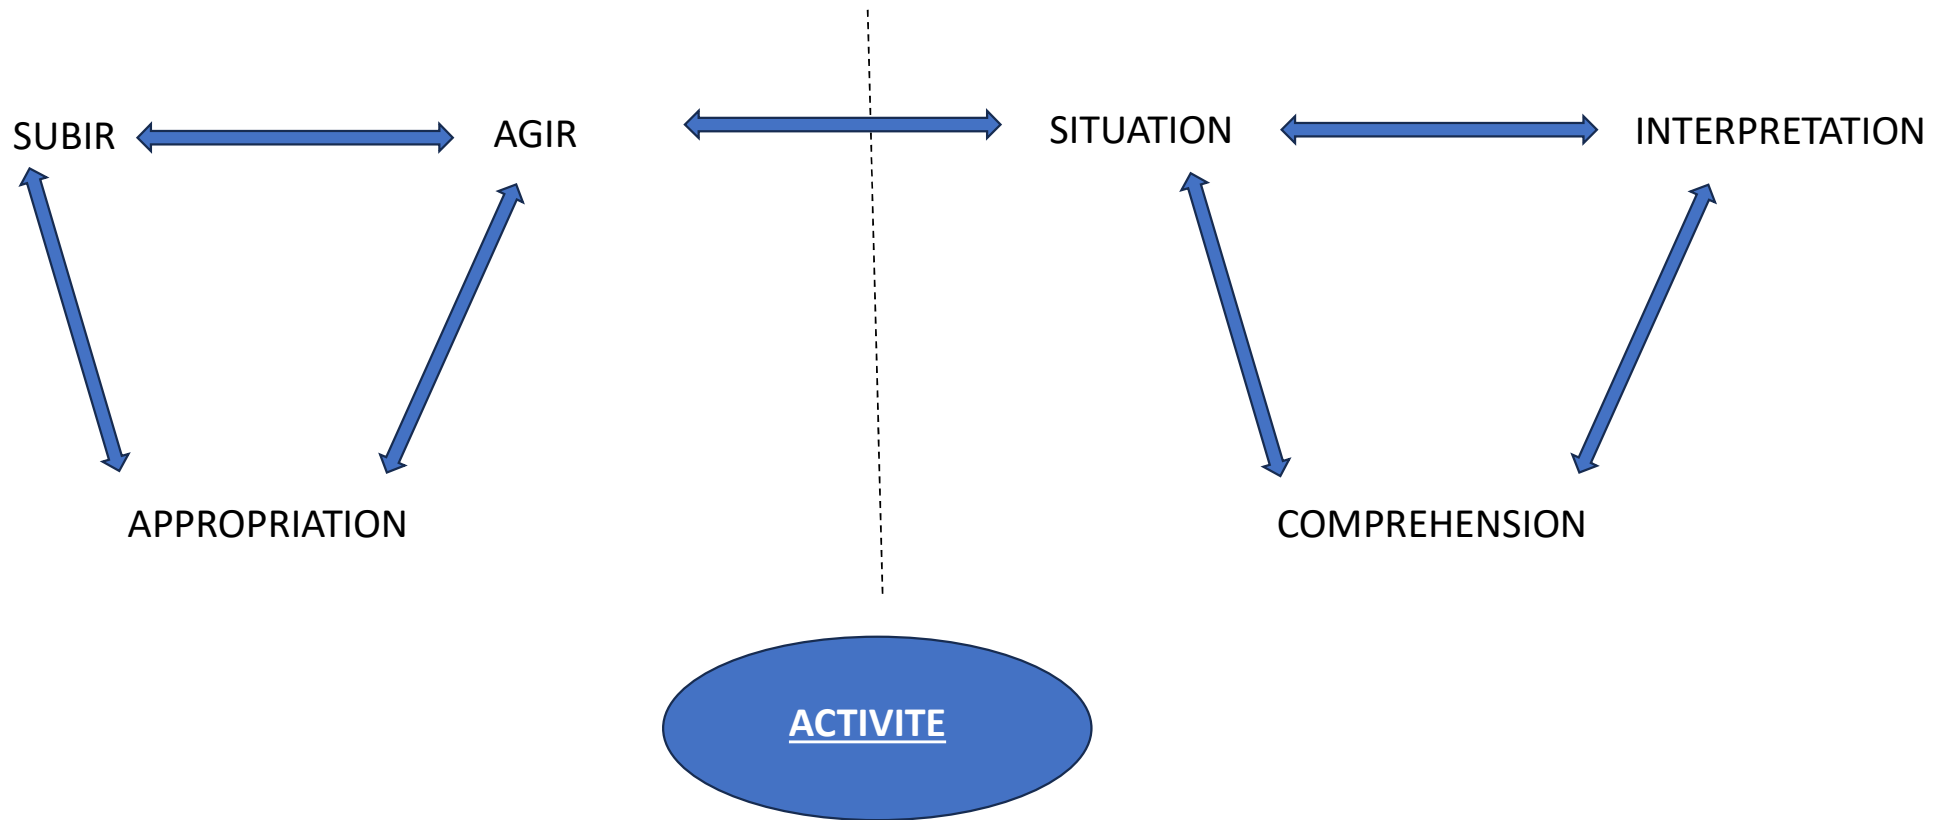 SUBIR
AGIR
SITUATION
INTERPRETATION
APPROPRIATION
COMPREHENSION
ACTIVITE